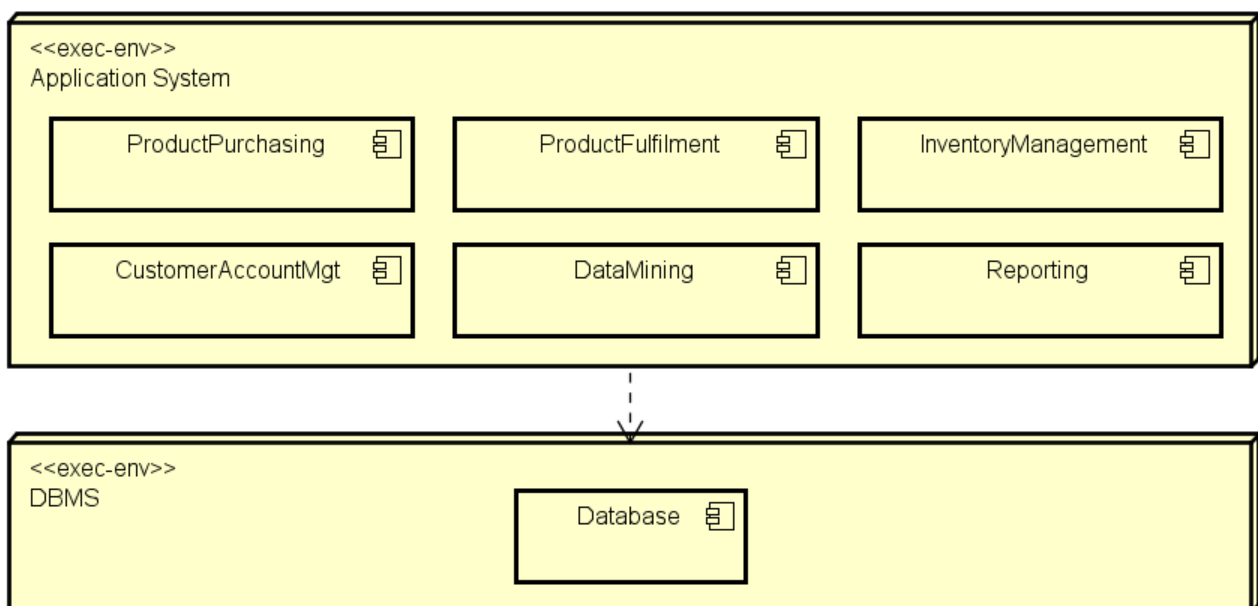 <<exec-env>>
Application System
ProductPurchasing
ProductFulfilment
InventoryManagement
CustomerAccountMgt
DataMining
Reporting
<<exec-env>>
DBMS
Database